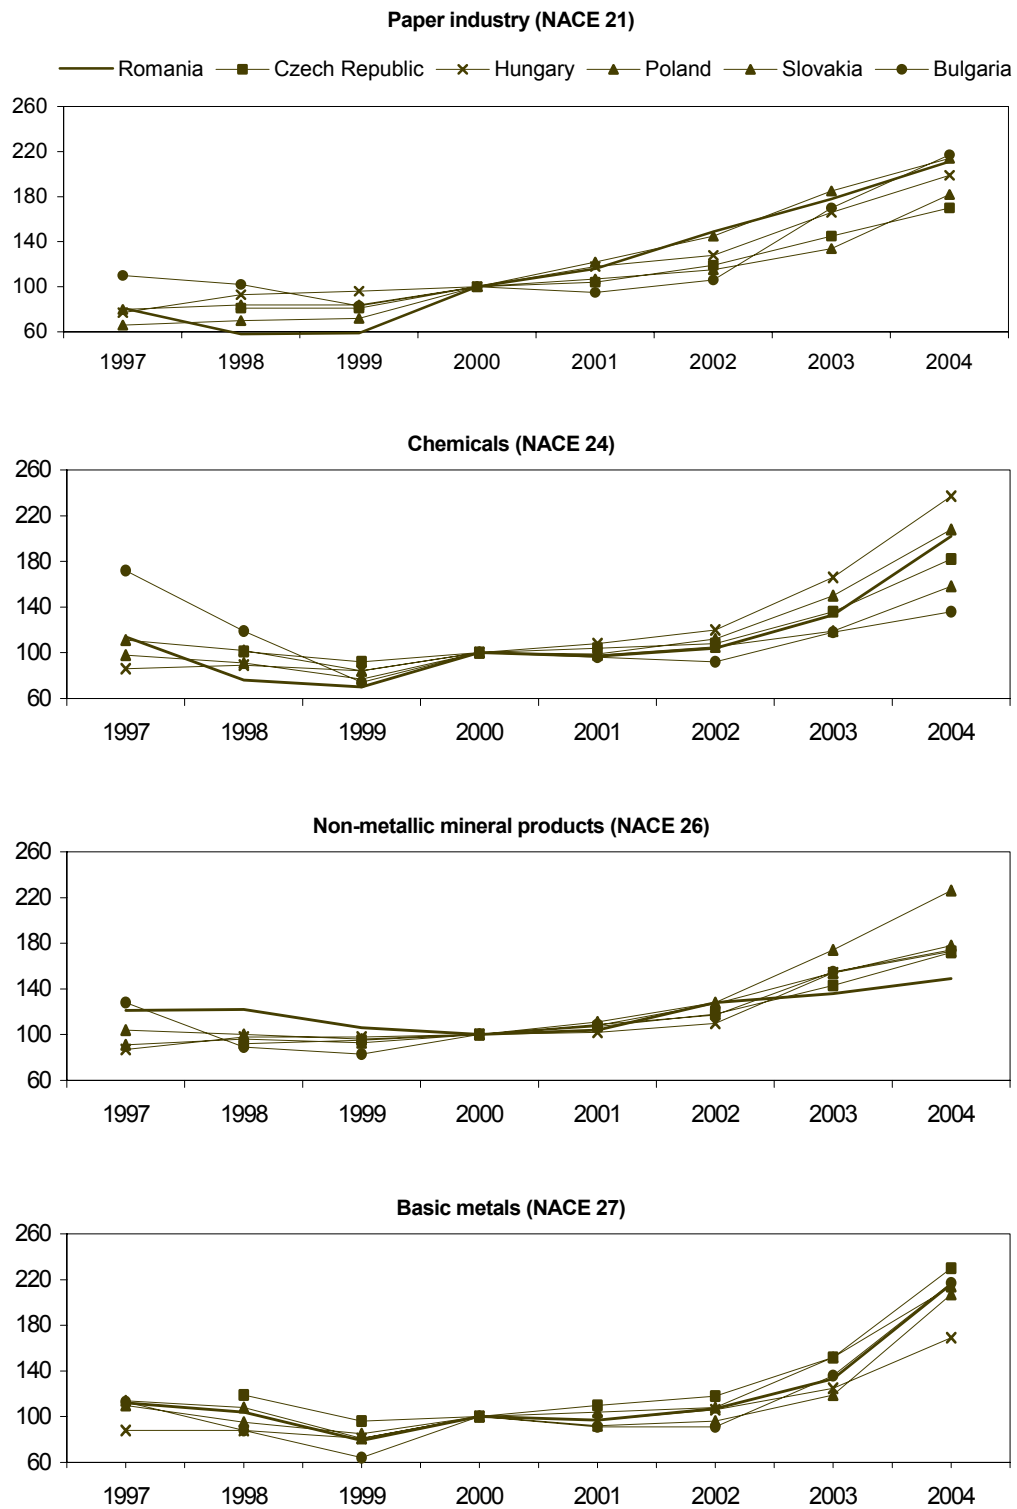 Paper industry (NACE 21)
Romania Czech Republic Hungary Poland Slovakia Bulgaria
260
220
180
140
100
60
1997 1998 1999 2000 2001 2002 2003 2004
Chemicals (NACE 24)
260
220
180
140
100
60
1997 1998 1999 2000 2001 2002 2003 2004
Non-metallic mineral products (NACE 26)
260
220
180
140
100
60
1997 1998 1999 2000 2001 2002 2003 2004
Basic metals (NACE 27)
260
220
180
140
100
60
1997 1998 1999 2000 2001 2002 2003 2004